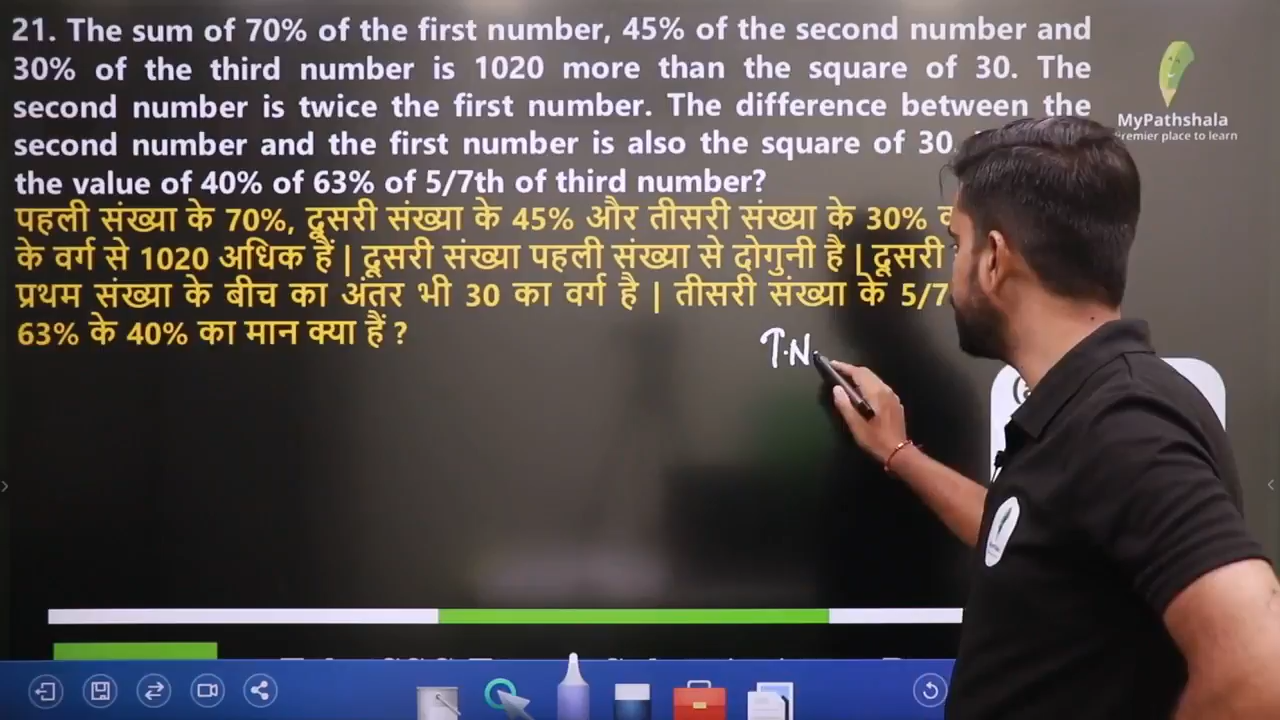 21. The sum of 70% of the first number, 45% of the second number and
30% of the third number is 1020 more than the square of 30. The
second number is twice the first number. The difference between the
second number and the first number is also the square of 30.
the value of 40% of 63% of 5/7th of third number?
पहली संख्या के 70%, दूसरी संख्या के 45% और तीसरी संख्या के 30%
के वर्ग से 1020 अधिक हैं | दूसरी संख्या पहली संख्या से दोगुनी है | दूसरी
प्रथम संख्या के बीच का अंतर भी 30 का वर्ग है | तीसरी संख्या के 5/7
63% के 40% का मान क्या हैं ?
T.N.
MyPathshala
remier place to learn